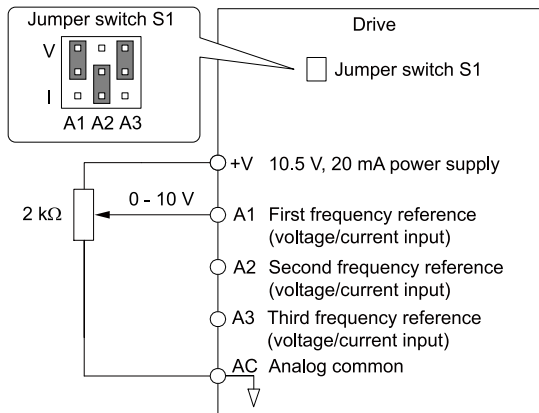 Jumper switch S1
V
I
A1 A2 A3
Drive
Jumper switch S1
+V 10.5 V, 20 mA power supply
2 kΩ
0 - 10 V
A1 First frequency reference
(voltage/current input)
A2 Second frequency reference
(voltage/current input)
A3 Third frequency reference
(voltage/current input)
AC Analog common